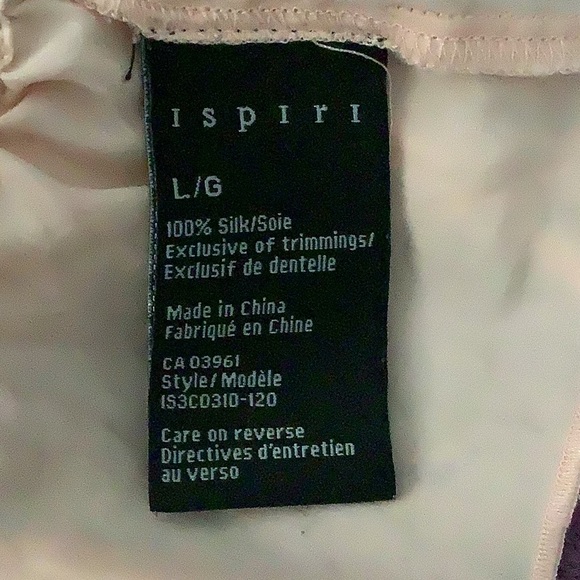 ıspırı
L/G
100% Silk/Soie
Exclusive of trimmings/
Exclusif de dentelle
Made in China
Fabriqué en Chine
CA 03961
Style/Modèle
IS3C0310-120
Care on reverse
Directives d'entretien
au verso